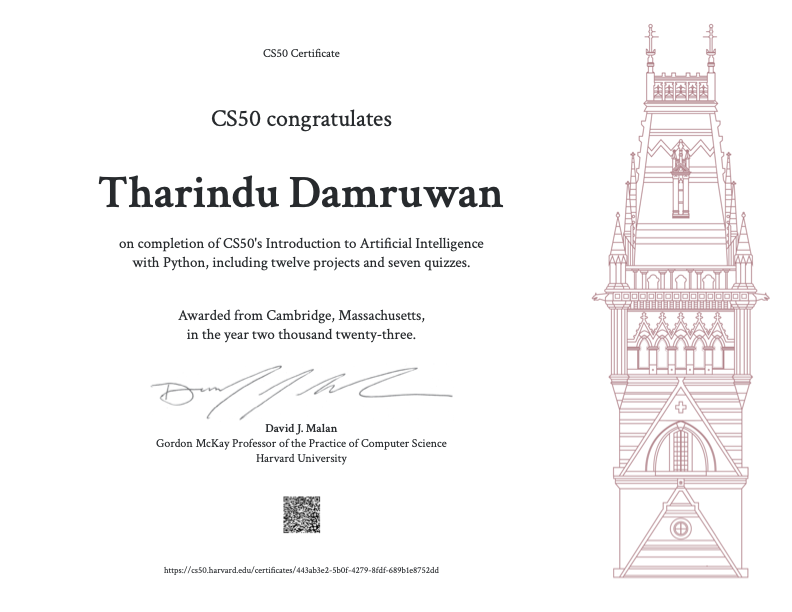 CS50 Certificate
CS50 congratulates
Tharindu Damruwan
on completion of CS50's Introduction to Artificial Intelligence
with Python, including twelve projects and seven quizzes.
Awarded from Cambridge, Massachusetts,
in the year two thousand twenty-three.
David J. Malan
Gordon McKay Professor of the Practice of Computer Science
Harvard University
https://cs50.harvard.edu/certificates/443ab3e2-5b0f-4279-8fdf-689b1e8752dd